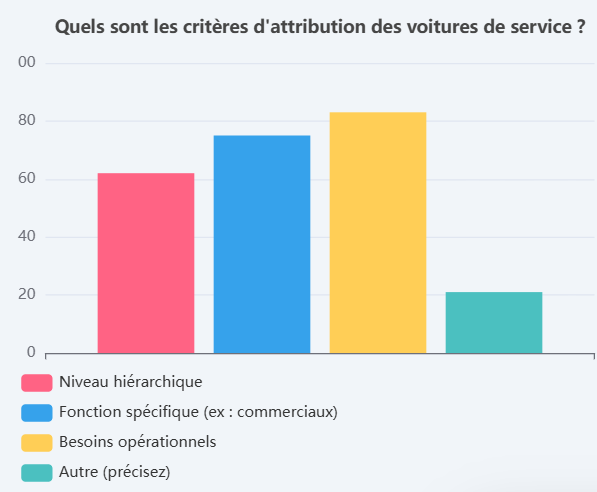 Quels sont les critères d'attribution des voitures de service ?
00
80
60
40
20
0
Niveau hiérarchique
Fonction spécifique (ex : commerciaux)
Besoins opérationnels
Autre (précisez)